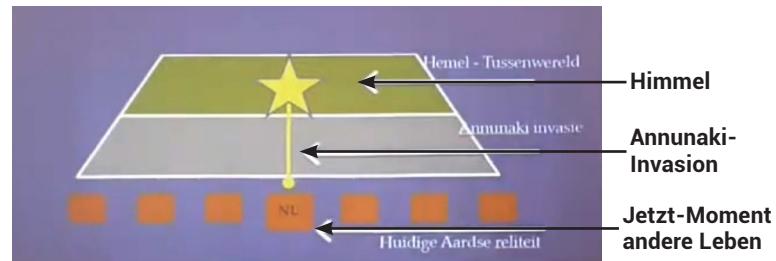 Hemel - Tussenwereld
Himmel
Annunaki invasie
Annunaki-
Invasion
NU
Jetzt-Moment
andere Leben
Huidige Aardse reliteit